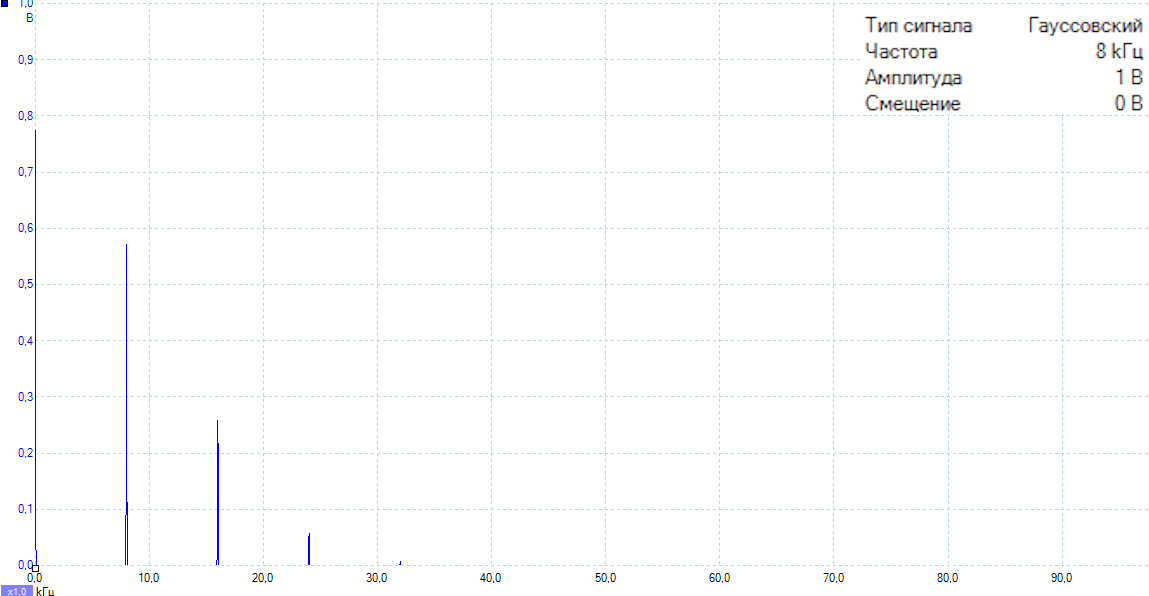 1,0
В
0,9
0,8
0,7
0,6
0,5
0,4
0,3
0,2
0,1
0,0
Тип сигнала Гауссовский
Частота 8 kГц
Амплитуда 1 В
Смещение 0 В
0,0 10,0 20,0 30,0 40,0 50,0 60,0 70,0 80,0 90,0
x1,0 kГц